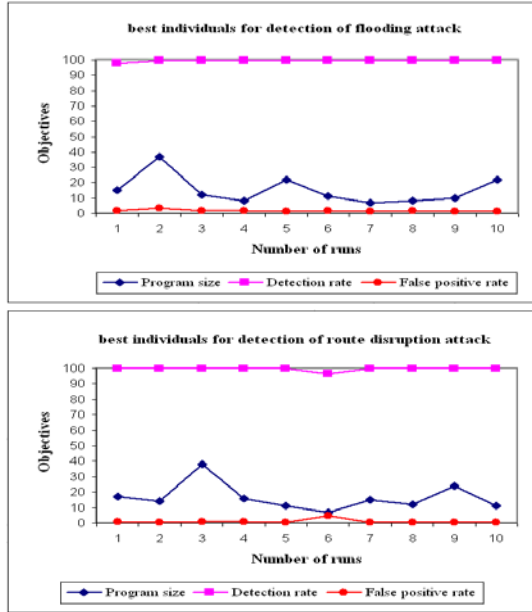 best individuals for detection of flooding attack
100
90
80
70
60
50
40
30
20
10
0
Objectives
1 2 3 4 5 6 7 8 9 10
Number of runs
Program size Detection rate False positive rate
best individuals for detection of route disruption attack
100
90
80
70
60
50
40
30
20
10
0
Objectives
1 2 3 4 5 6 7 8 9 10
Number of runs
Program size Detection rate False positive rate